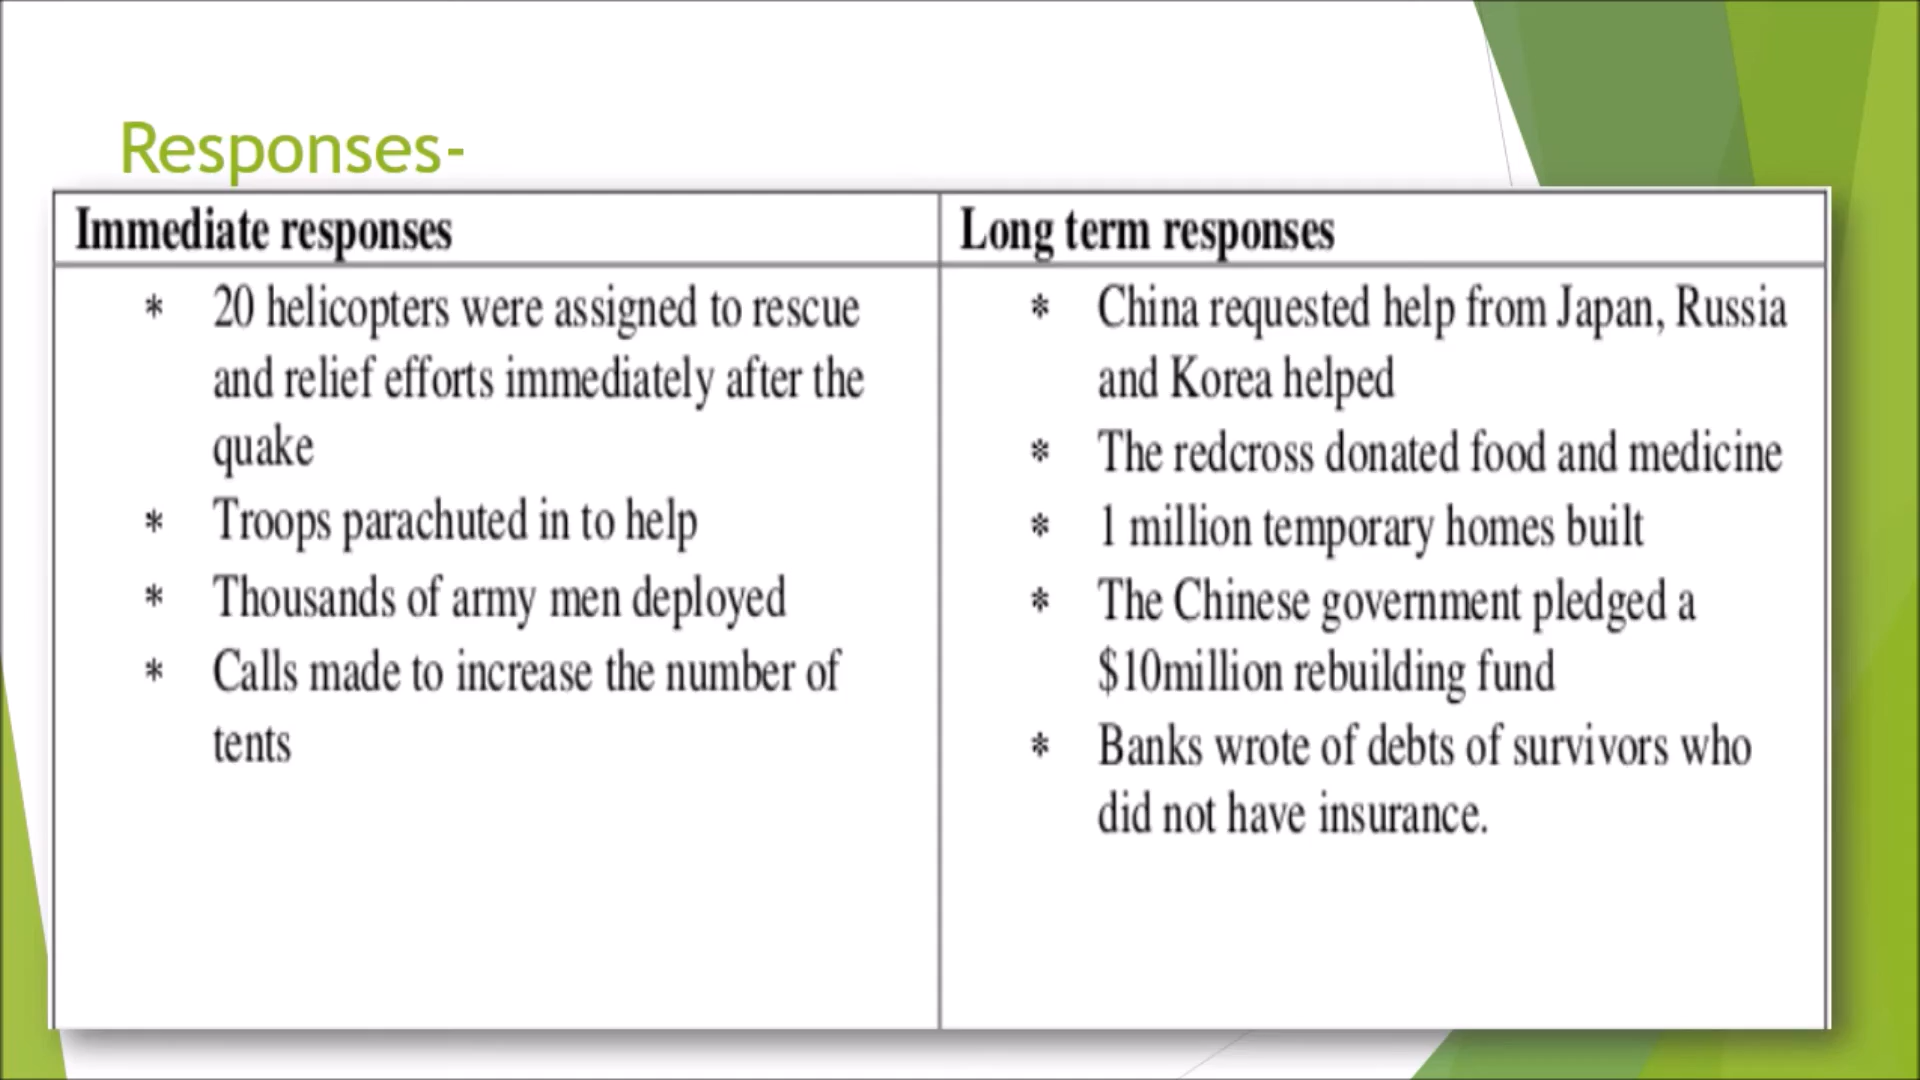 Responses-
Immediate responses
* 20 helicopters were assigned to rescue
and relief efforts immediately after the
quake
* Troops parachuted in to help
* Thousands of army men deployed
* Calls made to increase the number of
tents
Long term responses
* China requested help from Japan, Russia
and Korea helped
* The redcross donated food and medicine
* 1 million temporary homes built
* The Chinese government pledged a
$10million rebuilding fund
* Banks wrote of debts of survivors who
did not have insurance.